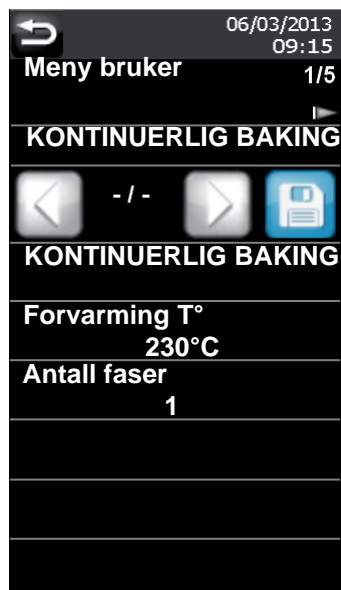 06/03/2013
09:15
Meny bruker 1/5
KONTINUERLIG BAKING
- / -
KONTINUERLIG BAKING
Forvarming T°
230°C
Antall faser
1